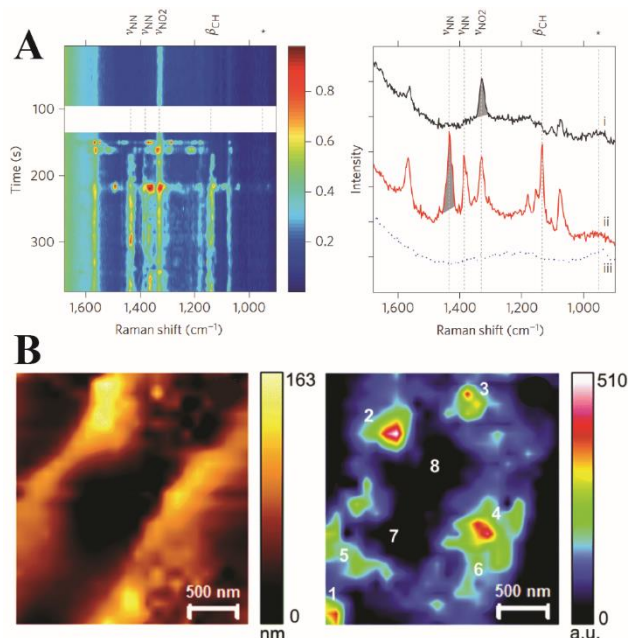 A
νNN νNN νNO2 βCH *
100
200
300
Time (s)
1,600 1,400 1,200 1,000
Raman shift (cm⁻¹)
0.8
0.6
0.4
0.2
νNN νNN νNO2 βCH *
Intensity
i
ii
iii
1,600 1,400 1,200 1,000
Raman shift (cm⁻¹)
B
500 nm
163
0
nm
1
2
3
4
5
6
7
8
500 nm
510
0
a.u.